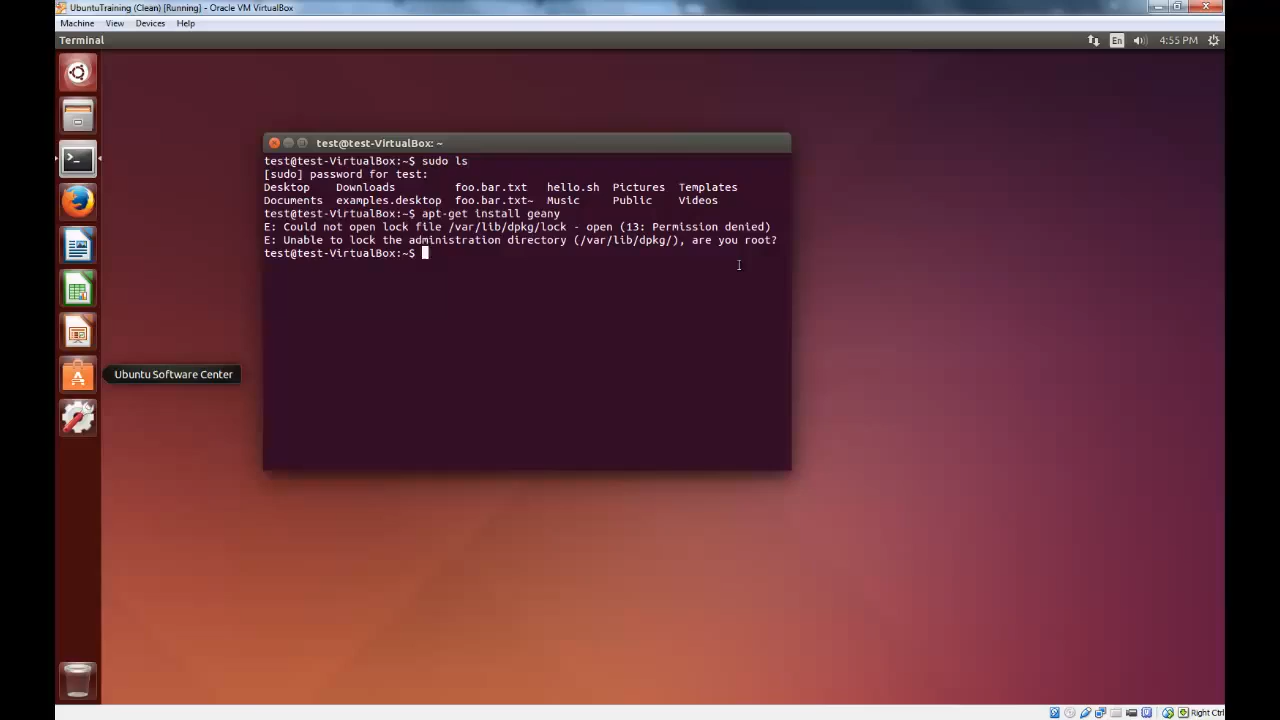 UbuntuTraining (Clean) [Running] - Oracle VM VirtualBox
Machine View Devices Help
Terminal En 4:55 PM
test@test-VirtualBox: ~
test@test-VirtualBox:~$ sudo ls
[sudo] password for test:
Desktop Downloads foo.bar.txt hello.sh Pictures Templates
Documents examples.desktop foo.bar.txt~ Music Public Videos
test@test-VirtualBox:~$ apt-get install geany
E: Could not open lock file /var/lib/dpkg/lock - open (13: Permission denied)
E: Unable to lock the administration directory (/var/lib/dpkg/), are you root?
test@test-VirtualBox:~$
Ubuntu Software Center
Right Ctrl